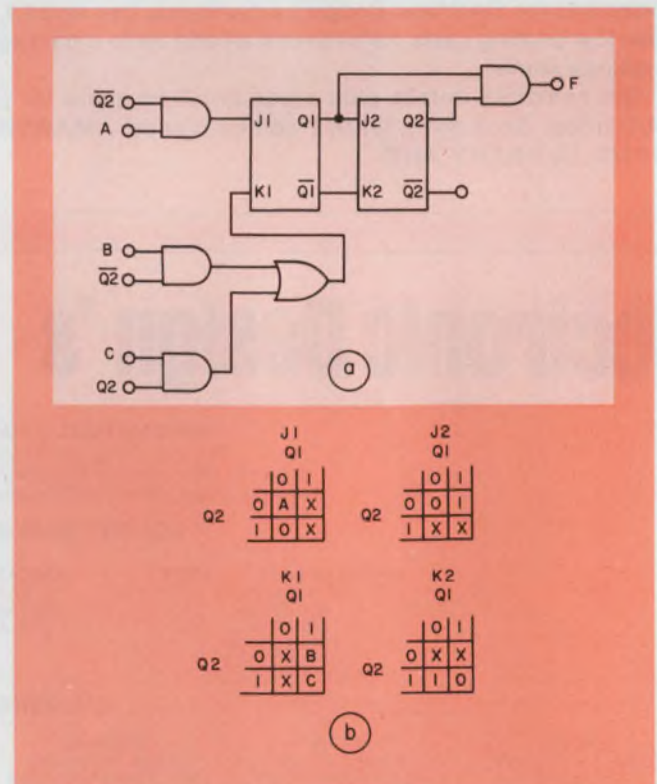 Q2̅ J1 Q1 J2 Q2 F
A
K1 Q1̅ K2 Q2̅
B
Q2̅
C
Q2
a
J1 J2
Q1 Q1
0 1 0 1
Q2 0 A X Q2 0 0 1
1 0 X 1 X X
K1 K2
Q1 Q1
0 1 0 1
Q2 0 X B Q2 0 X X
1 X C 1 1 0
b